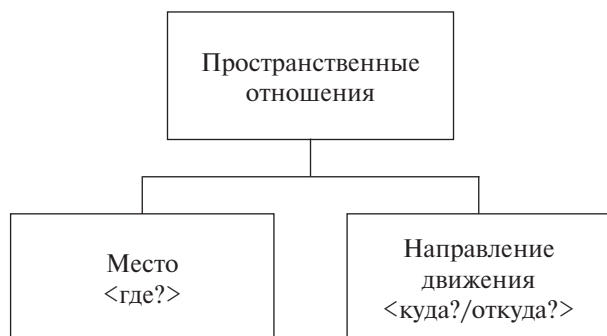 Пространственные
отношения
Место
<где?>
Направление
движения
<куда?/откуда?>